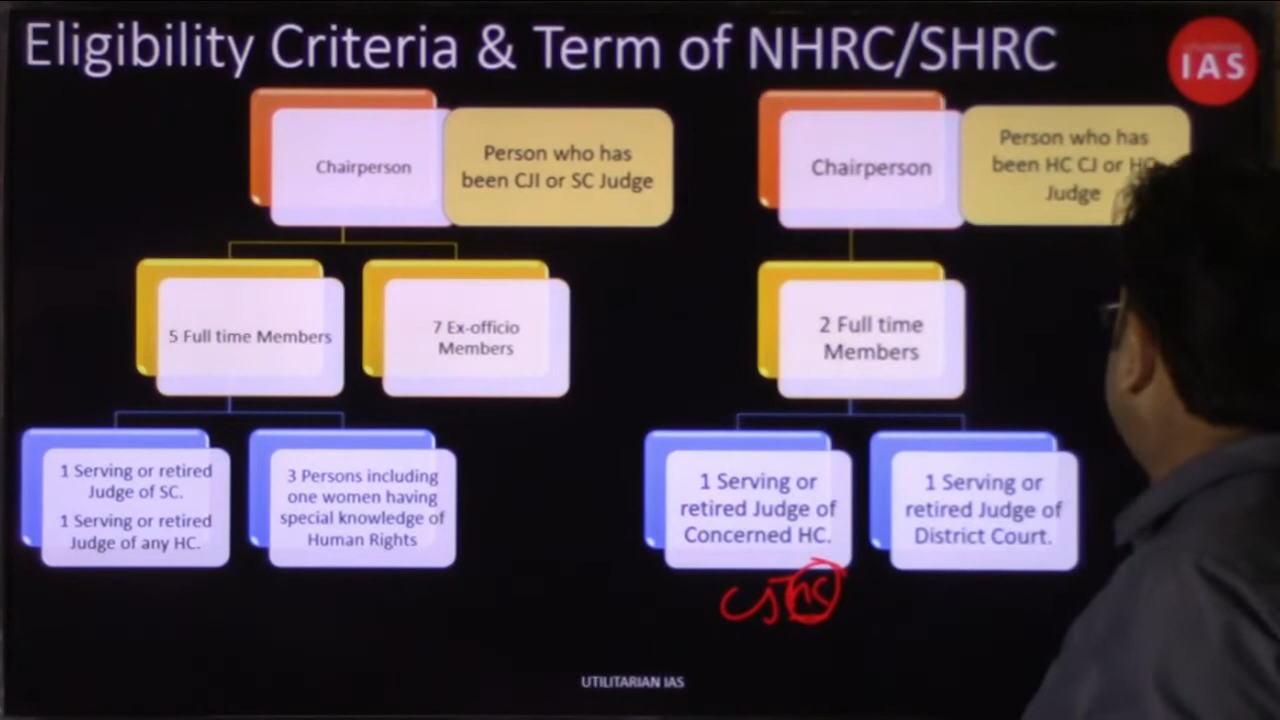 Eligibility Criteria & Term of NHRC/SHRC
IAS
Chairperson
Person who has
been CJI or SC Judge
Chairperson
Person who has
been HC CJ or HC
Judge
5 Full time Members
7 Ex-officio
Members
2 Full time
Members
1 Serving or retired
Judge of SC.
1 Serving or retired
Judge of any HC.
3 Persons including
one women having
special knowledge of
Human Rights
1 Serving or
retired Judge of
Concerned HC.
1 Serving or
retired Judge of
District Court.
CJ HC
UTILITARIAN IAS